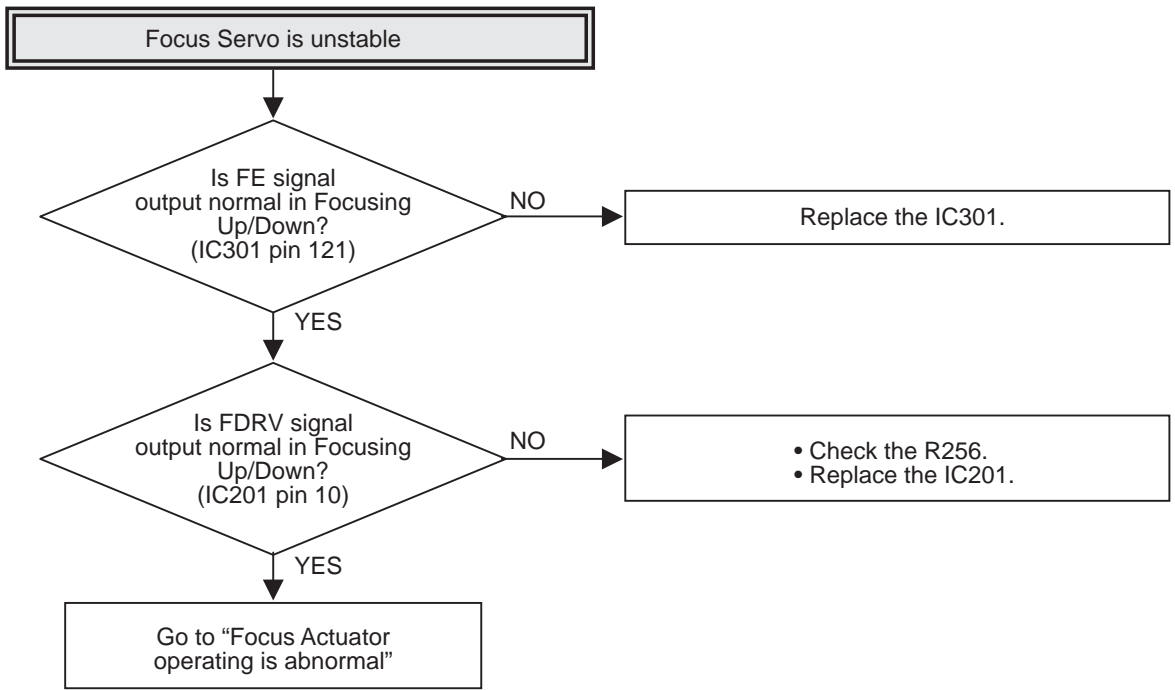 Focus Servo is unstable
Is FE signal
output normal in Focusing
Up/Down?
(IC301 pin 121)
NO
Replace the IC301.
YES
Is FDRV signal
output normal in Focusing
Up/Down?
(IC201 pin 10)
NO
• Check the R256.
• Replace the IC201.
YES
Go to “Focus Actuator
operating is abnormal”